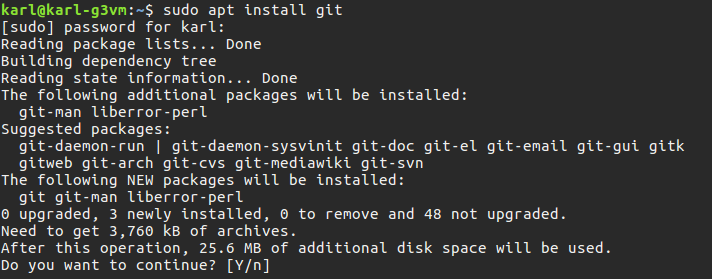 karl@karl-g3vm:~$ sudo apt install git
[sudo] password for karl:
Reading package lists... Done
Building dependency tree
Reading state information... Done
The following additional packages will be installed:
  git-man liberror-perl
Suggested packages:
  git-daemon-run | git-daemon-sysvinit git-doc git-el git-email git-gui gitk
  gitweb git-arch git-cvs git-mediawiki git-svn
The following NEW packages will be installed:
  git git-man liberror-perl
0 upgraded, 3 newly installed, 0 to remove and 48 not upgraded.
Need to get 3,760 kB of archives.
After this operation, 25.6 MB of additional disk space will be used.
Do you want to continue? [Y/n]